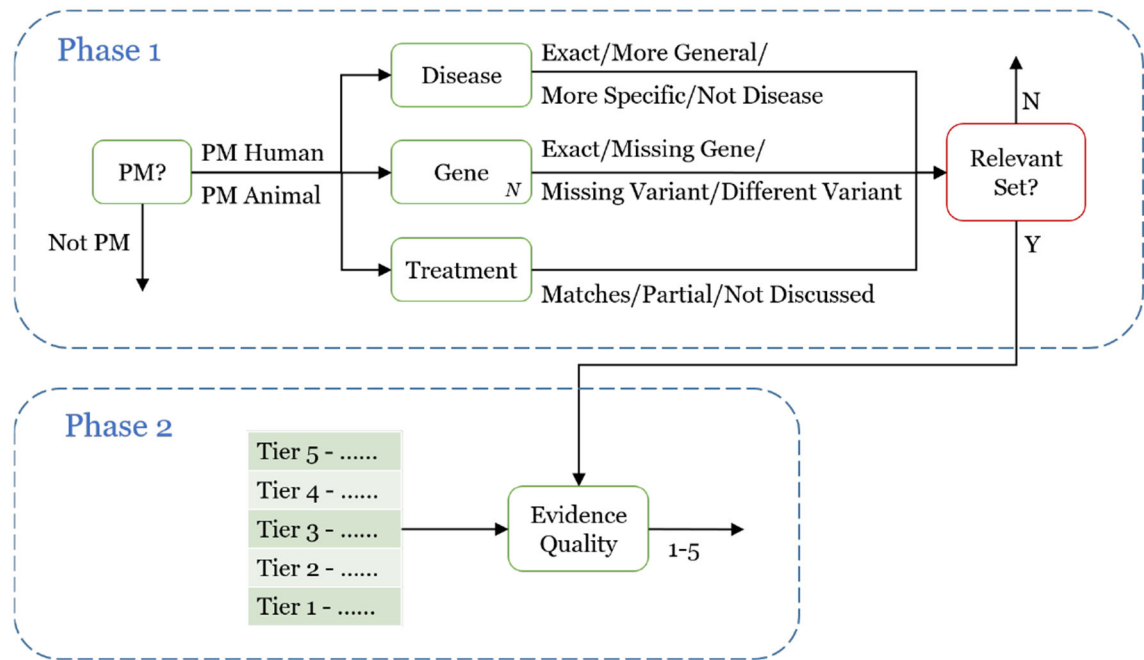 Phase 1
Disease
Exact/More General/
More Specific/Not Disease
N
PM?
PM Human
PM Animal
Gene
N
Exact/Missing Gene/
Missing Variant/Different Variant
Relevant
Set?
Not PM
Y
Treatment
Matches/Partial/Not Discussed
Phase 2
Tier 5 - ......
Tier 4 - ......
Tier 3 - ......
Tier 2 - ......
Tier 1 - ......
Evidence
Quality
1-5